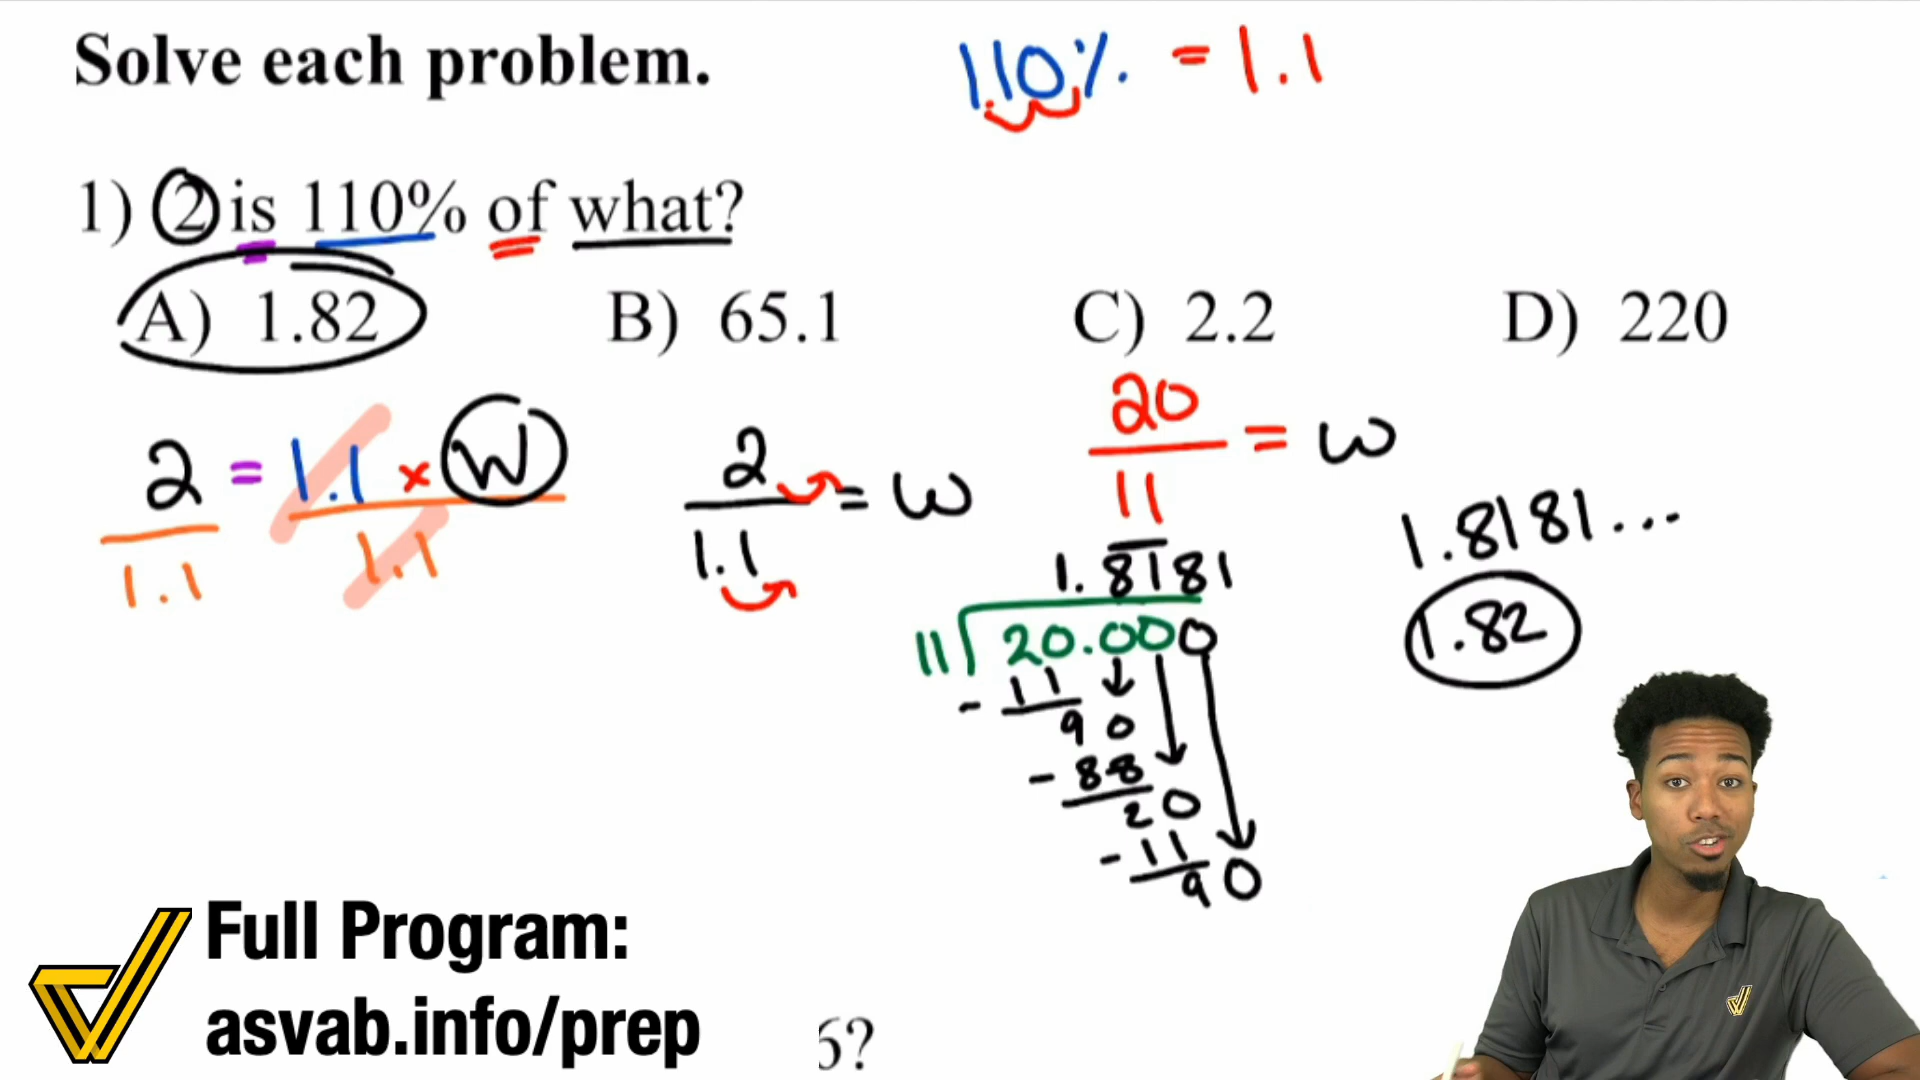 Solve each problem.
110% = 1.1
1) 2 is 110% of what?
A) 1.82 B) 65.1 C) 2.2 D) 220
2 = 1.1 × W
1.1 1.1
2 = w
1.1
20 = w
11
1.8181...
1.82
1.8181
11 20.000
- 11
90
- 88
20
- 11
90
Full Program:
asvab.info/prep
6?